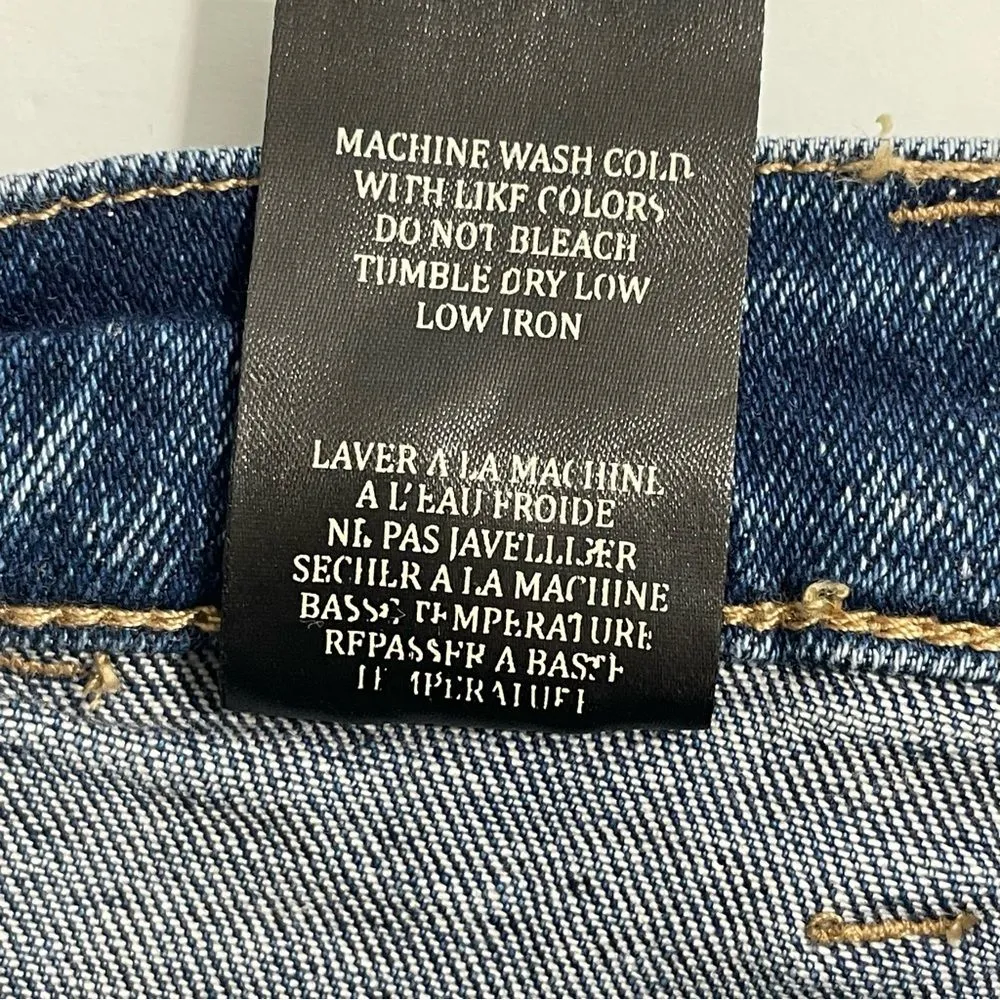 MACHINE WASH COLD
WITH LIKE COLORS
DO NOT BLEACH
TUMBLE DRY LOW
LOW IRON
LAVER A LA MACHINE
A L'EAU FROIDE
NE PAS JAVELLISER
SECHER A LA MACHINE
BASSE TEMPERATURE
REPASSER A BASSE
TEMPERATURE